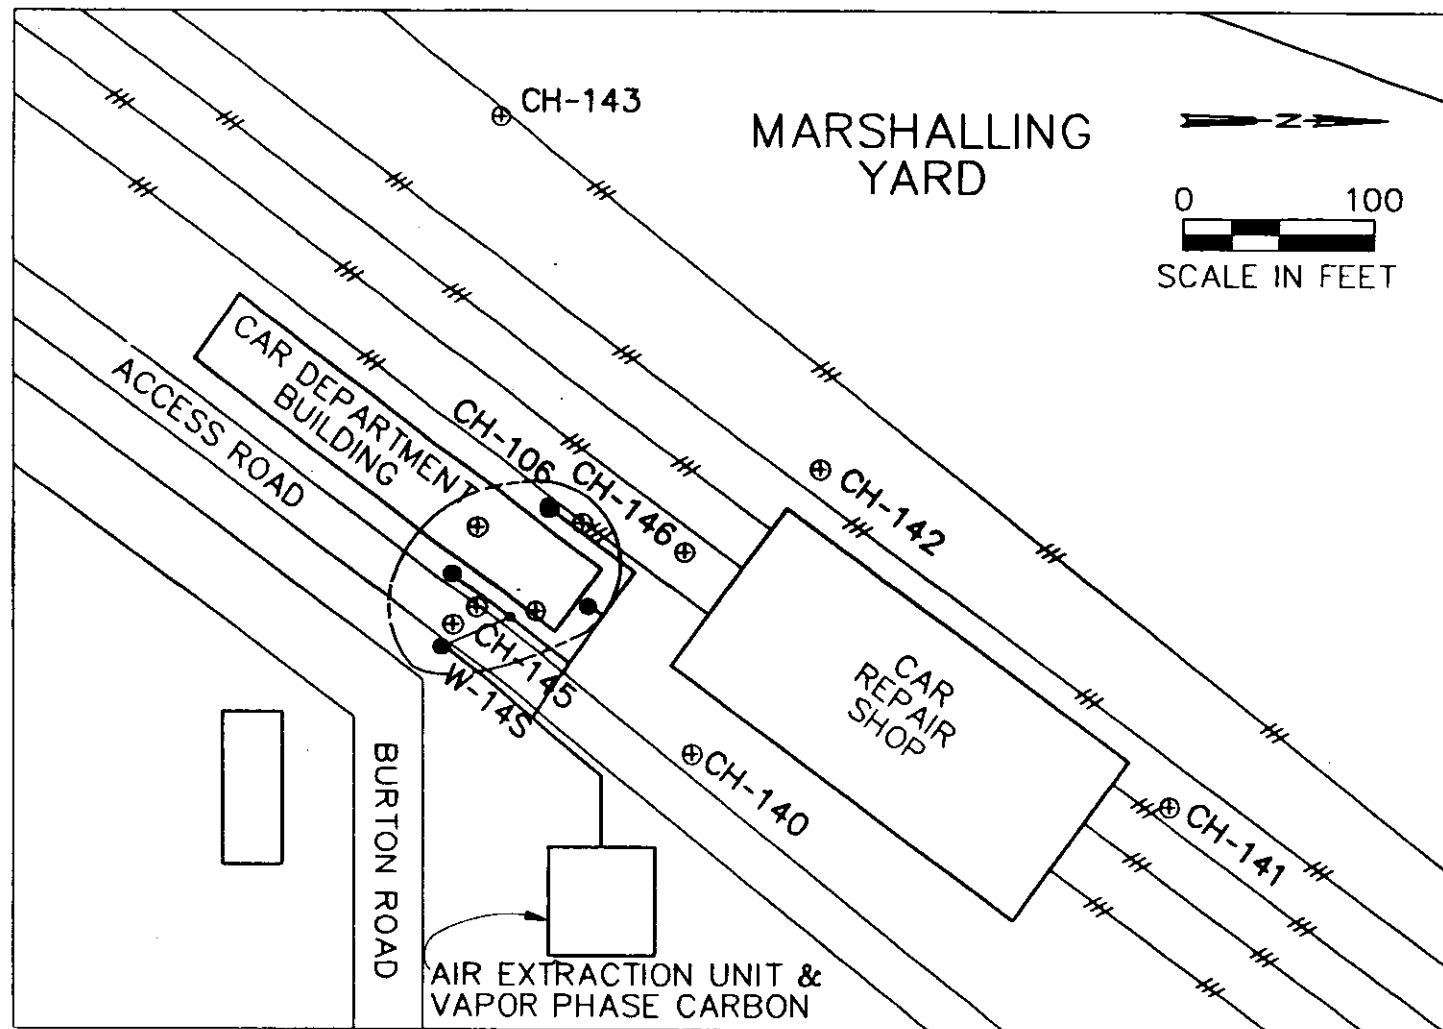 CH-143
MARSHALLING
YARD
N
0 100
SCALE IN FEET
CAR DEPARTMENT
BUILDING
ACCESS ROAD
CH-106
CH-146
CH-142
CH-145
W-14S
CAR
REPAIR
SHOP
CH-140
CH-141
BURTON ROAD
AIR EXTRACTION UNIT &
VAPOR PHASE CARBON